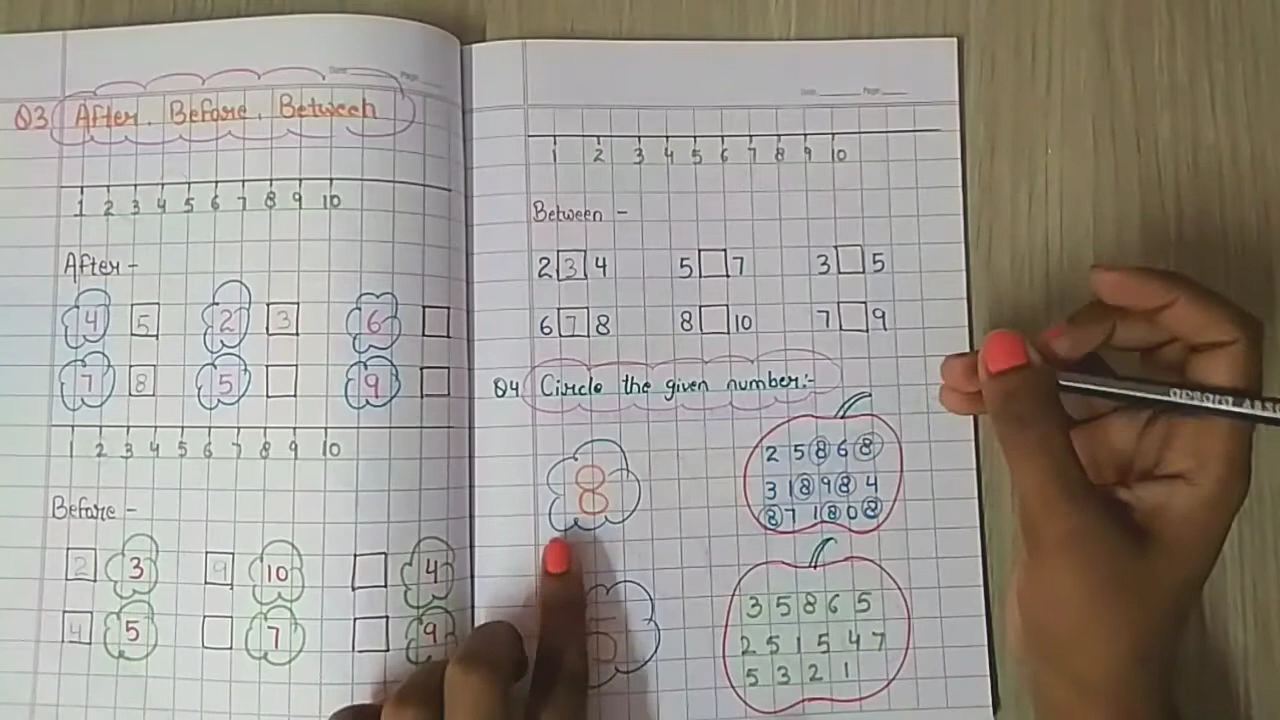 Date Page
Q3 After, Before, Between
1 2 3 4 5 6 7 8 9 10
After -
4 5 2 3 6
7 8 5 9
1 2 3 4 5 6 7 8 9 10
Before -
2 3 9 10 4
4 5 7 9
Date Page
1 2 3 4 5 6 7 8 9 10
Between -
2 3 4 5 7 3 5
6 7 8 8 10 7 9
Q4 Circle the given number:-
8
2 5 8 6 8
3 1 8 9 8 4
8 7 1 8 0 8
5
3 5 8 6 5
2 5 1 5 4 7
5 3 2 1